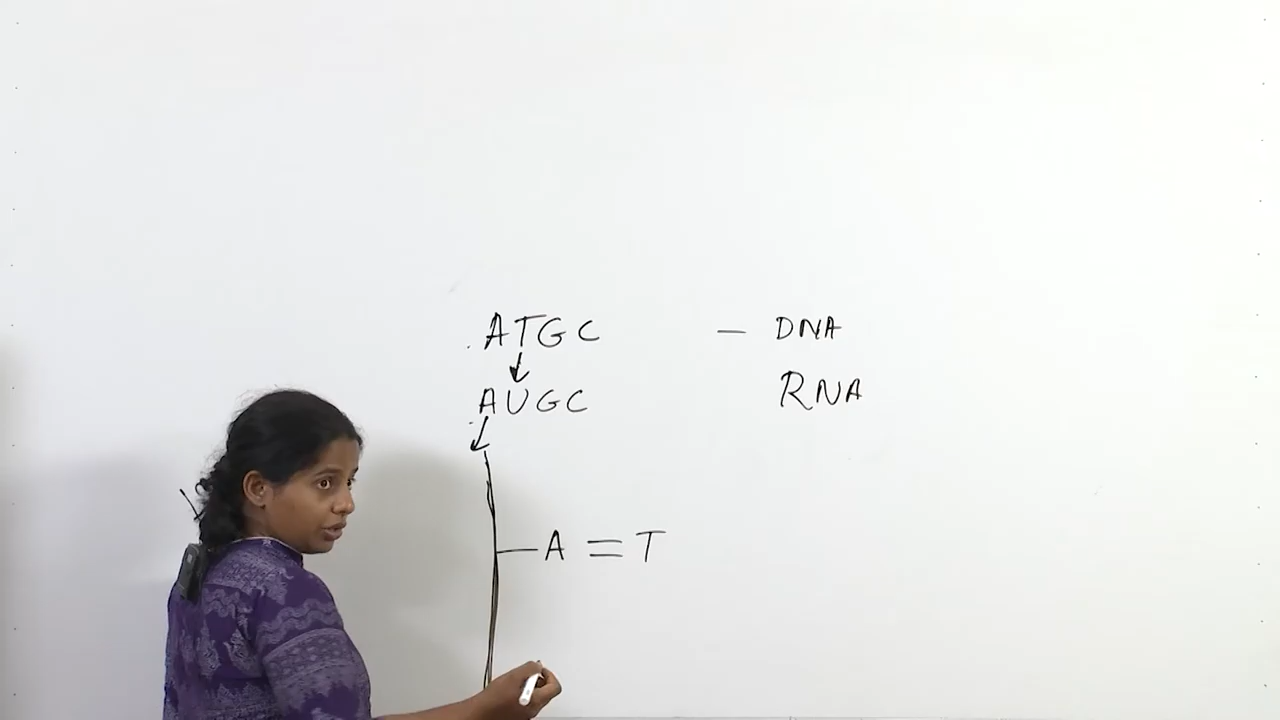 ATGC — DNA
AUGC RNA
A = T